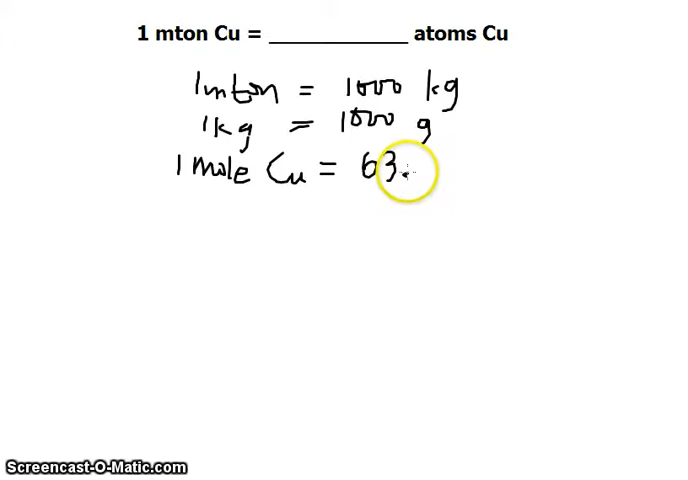 1 mton Cu = ____________ atoms Cu
1mton = 1000 kg
1kg = 1000 g
1 mole Cu = 63.
Screencast-O-Matic.com